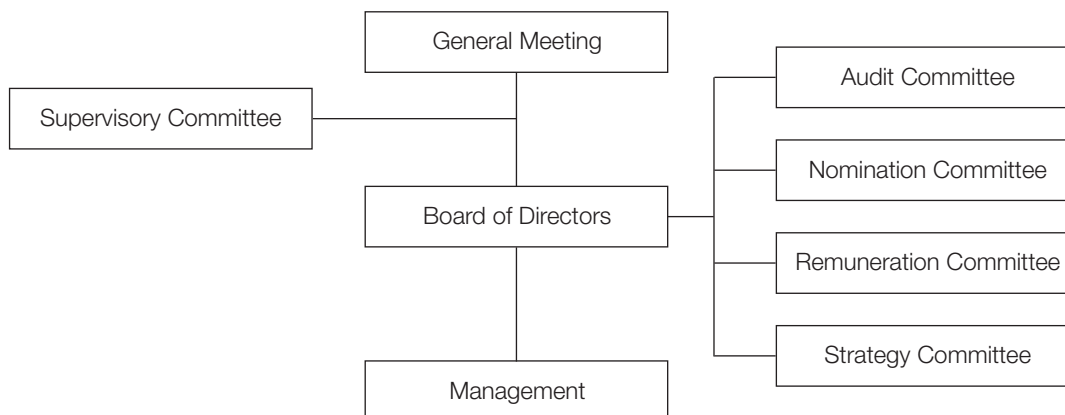 General Meeting
Audit Committee
Supervisory Committee
Nomination Committee
Board of Directors
Remuneration Committee
Strategy Committee
Management